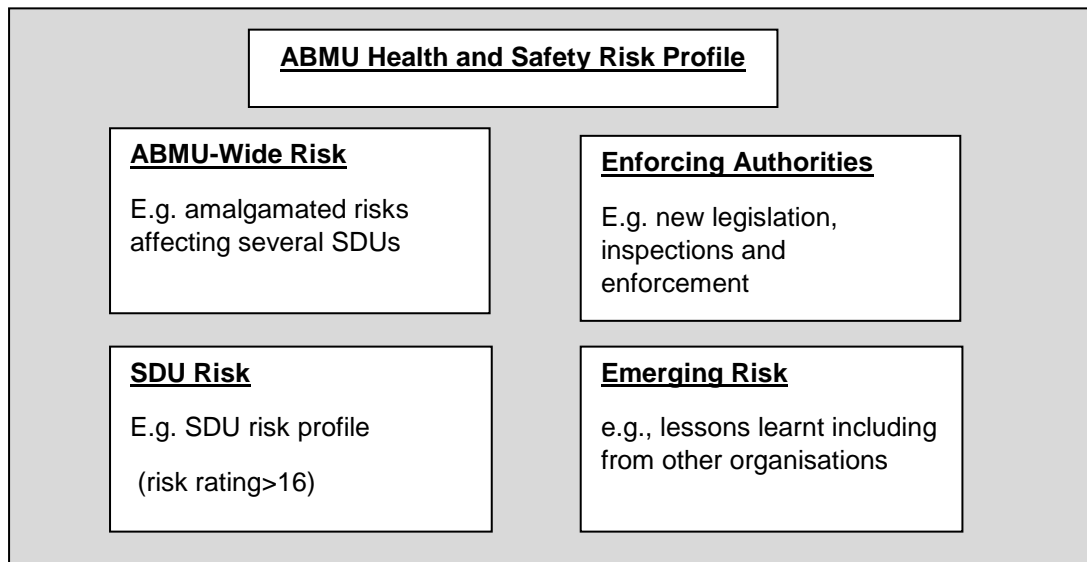 ABMU Health and Safety Risk Profile
ABMU-Wide Risk
E.g. amalgamated risks
affecting several SDUs
Enforcing Authorities
E.g. new legislation,
inspections and
enforcement
SDU Risk
E.g. SDU risk profile
(risk rating>16)
Emerging Risk
e.g., lessons learnt including
from other organisations